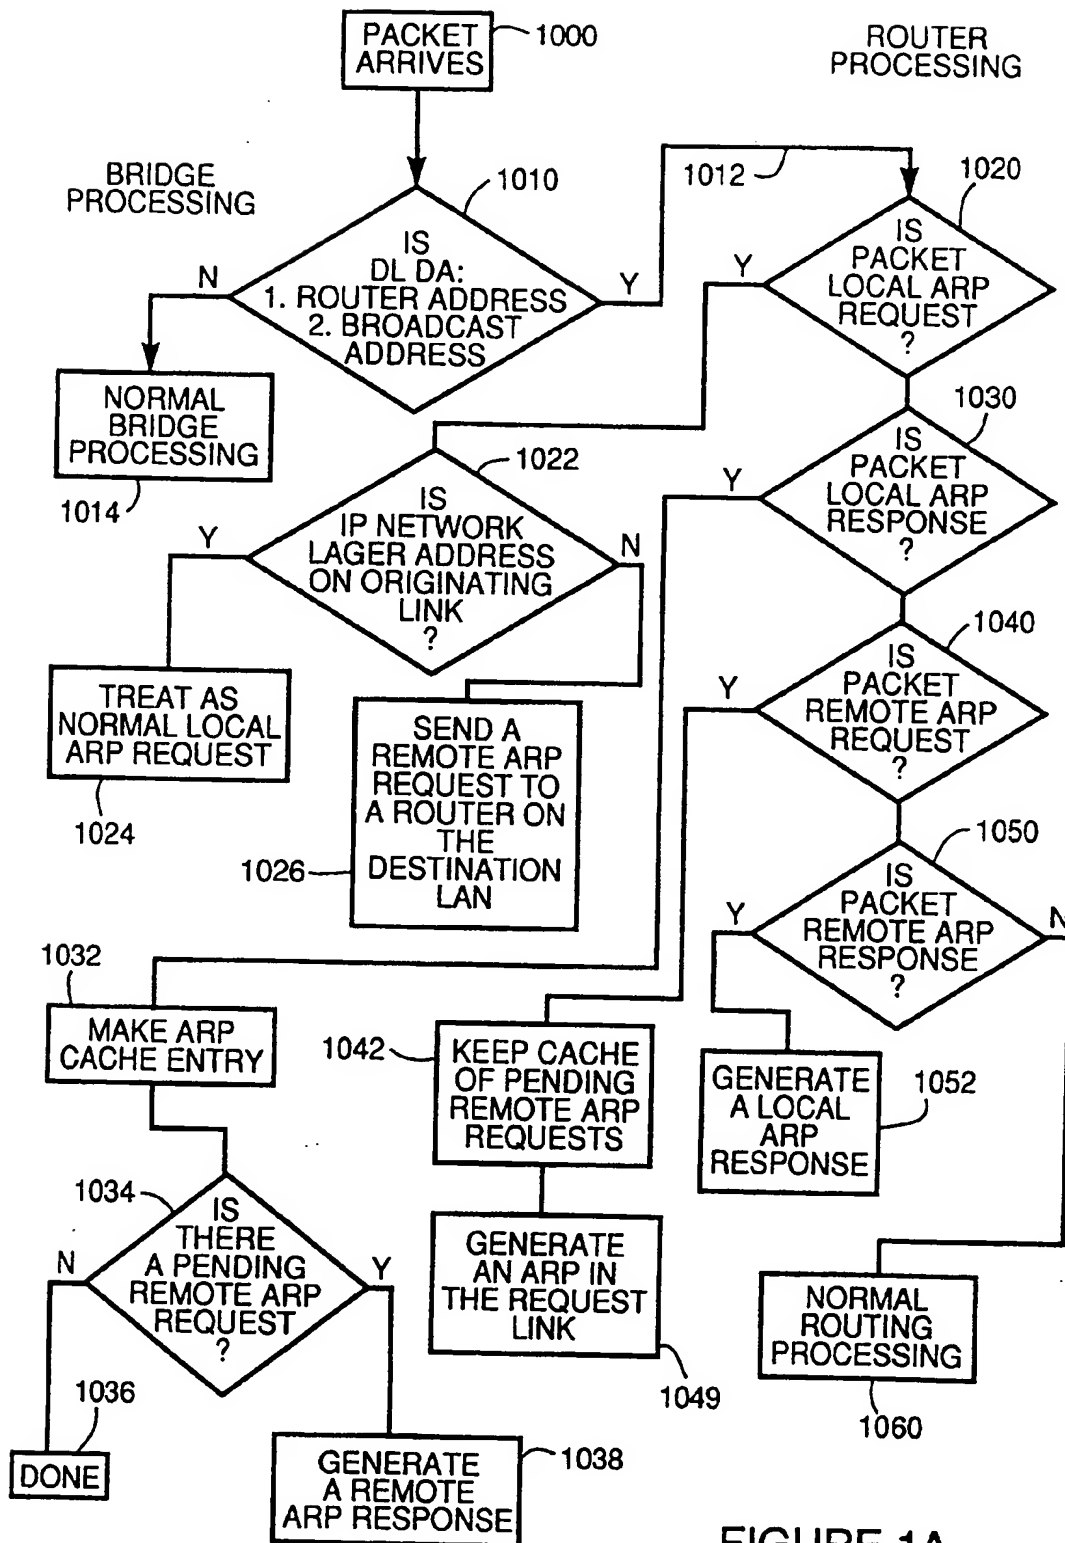 PACKET
ARRIVES
1000
ROUTER
PROCESSING
BRIDGE
PROCESSING
1010
IS
DL DA:
1. ROUTER ADDRESS
2. BROADCAST
ADDRESS
N
Y
1012
1020
IS
PACKET
LOCAL ARP
REQUEST
?
Y
NORMAL
BRIDGE
PROCESSING
1014
1022
IS
IP NETWORK
LAGER ADDRESS
ON ORIGINATING
LINK
?
Y
N
1030
IS
PACKET
LOCAL ARP
RESPONSE
?
Y
TREAT AS
NORMAL LOCAL
ARP REQUEST
1024
SEND A
REMOTE ARP
REQUEST TO
A ROUTER ON
THE
DESTINATION
LAN
1026
1040
IS
PACKET
REMOTE ARP
REQUEST
?
Y
1050
IS
PACKET
REMOTE ARP
RESPONSE
?
Y
N
1032
MAKE ARP
CACHE ENTRY
1042
KEEP CACHE
OF PENDING
REMOTE ARP
REQUESTS
GENERATE
A LOCAL
ARP
RESPONSE
1052
1034
IS
THERE
A PENDING
REMOTE ARP
REQUEST
?
N
Y
GENERATE
AN ARP IN
THE REQUEST
LINK
1049
NORMAL
ROUTING
PROCESSING
1060
1036
DONE
GENERATE
A REMOTE
ARP RESPONSE
1038
FIGURE 1A